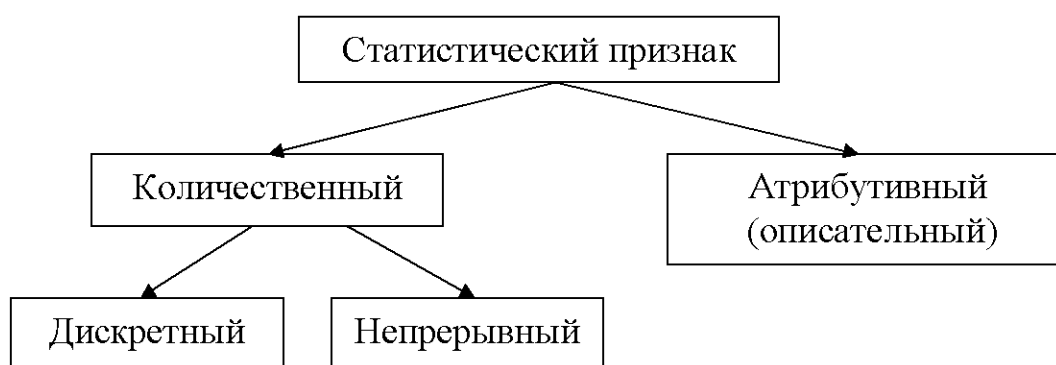 Статистический признак
Количественный
Атрибутивный
(описательный)
Дискретный
Непрерывный